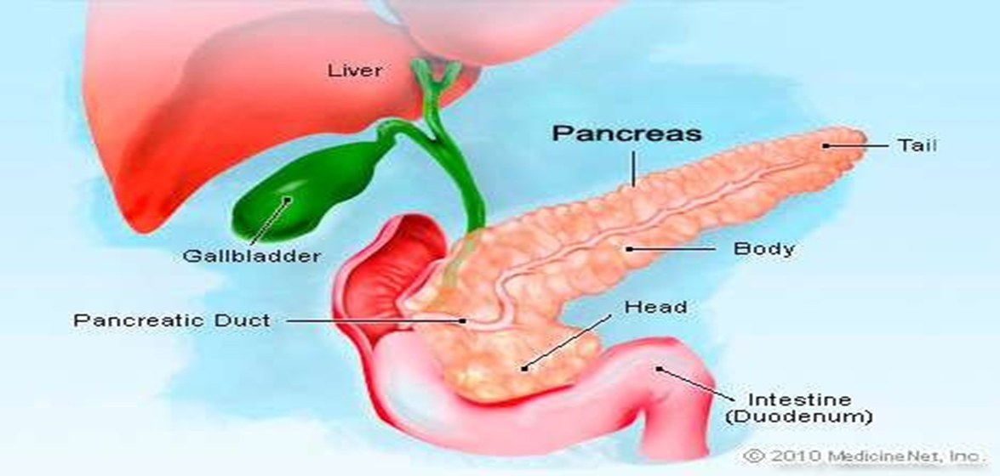 Liver
Pancreas
Tail
Gallbladder
Body
Pancreatic Duct
Head
Intestine
(Duodenum)
© 2010 MedicineNet, Inc.